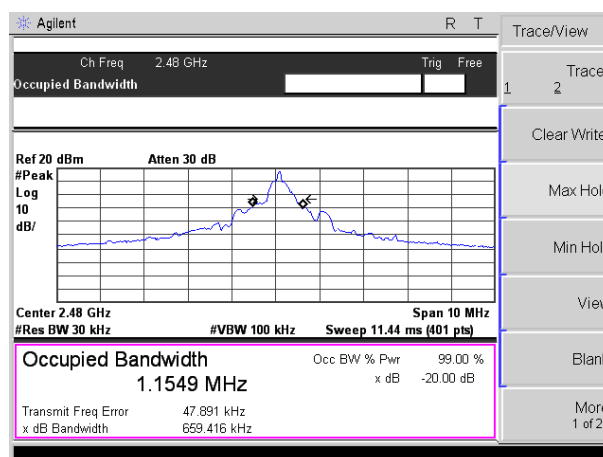 Agilent R T
Trace/View
Ch Freq 2.48 GHz Trig Free
Occupied Bandwidth
Trace
1 2
Clear Write
Ref 20 dBm Atten 30 dB
#Peak
Log
10
dB/
Max Hol
Min Hol
View
Center 2.48 GHz Span 10 MHz
#Res BW 30 kHz #VBW 100 kHz Sweep 11.44 ms (401 pts)
Occupied Bandwidth Occ BW % Pwr 99.00 %
1.1549 MHz x dB -20.00 dB
Blank
Transmit Freq Error 47.891 kHz
x dB Bandwidth 659.416 kHz
More
1 of 2